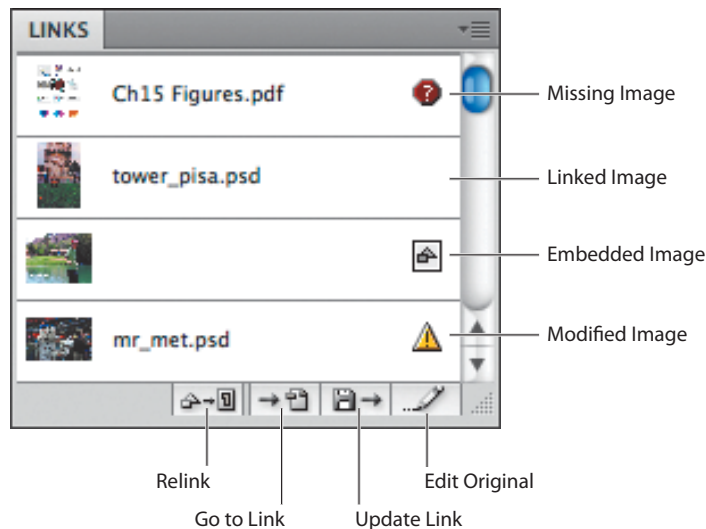 LINKS
Ch15 Figures.pdf
Missing Image
tower_pisa.psd
Linked Image
Embedded Image
mr_met.psd
Modified Image
Relink
Edit Original
Go to Link
Update Link